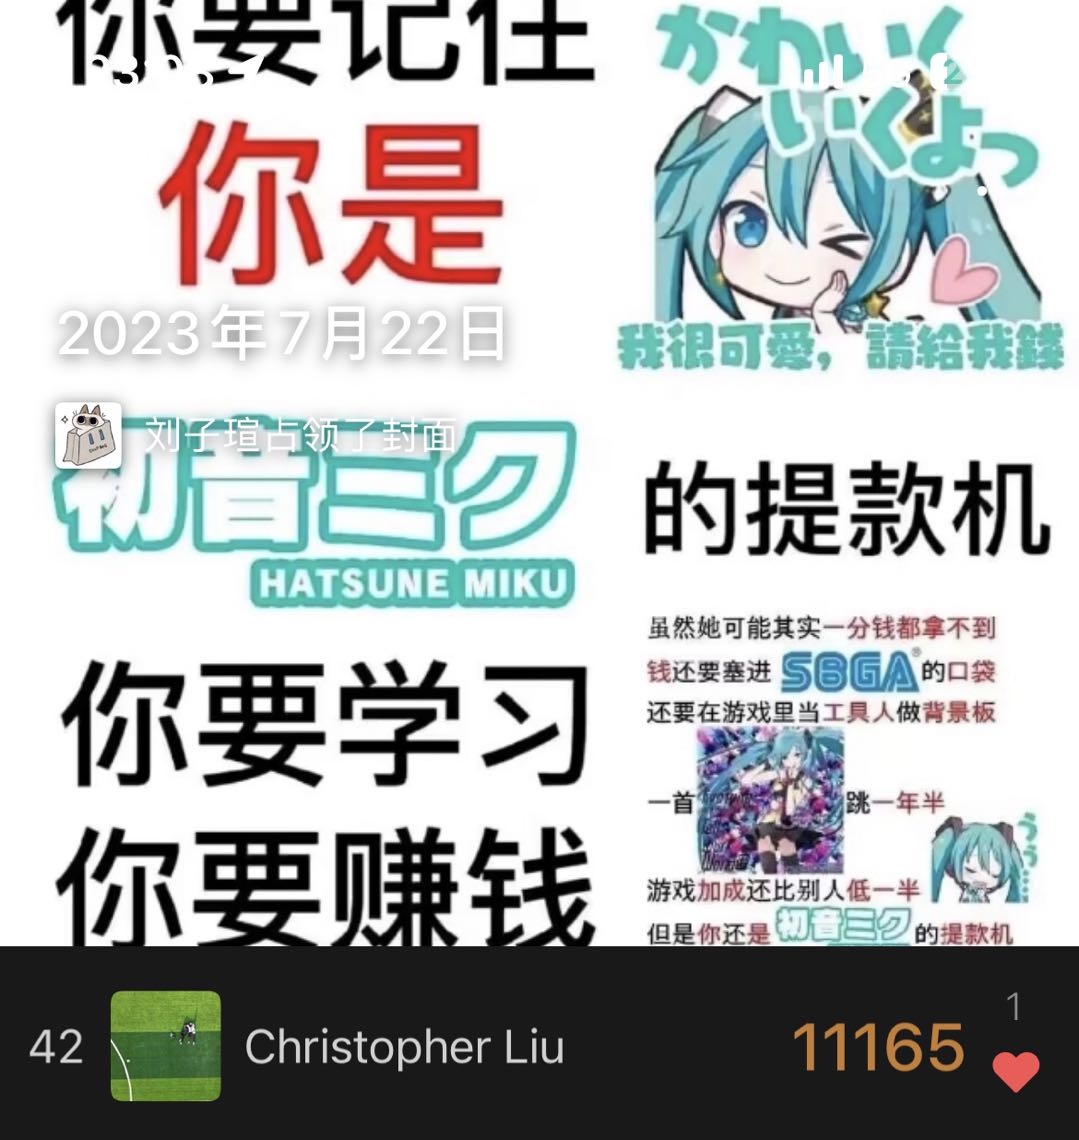 你要记住
你是
2023年7月22日
刘子瑄占领了封面
初音ミク
HATSUNE MIKU
你要学习
你要赚钱
かわいく
いくよっ
我很可愛，請給我錢
的提款机
虽然她可能其实一分钱都拿不到
钱还要塞进 SBGA 的口袋
还要在游戏里当工具人做背景板
一首 跳一年半
うぅ……
游戏加成还比别人低一半
但是你还是 初音ミク 的提款机
42 Christopher Liu 11165 1